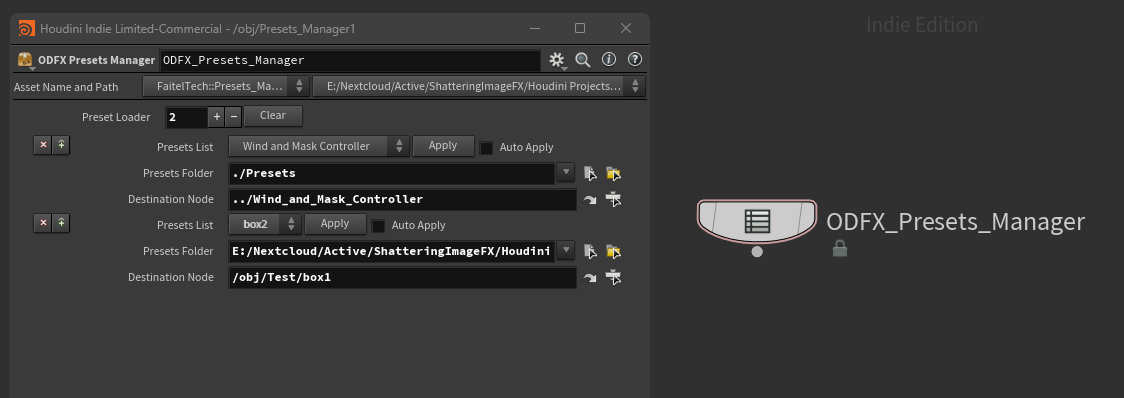 Houdini Indie Limited-Commercial - /obj/Presets_Manager1
Indie Edition
ODFX Presets Manager ODFX_Presets_Manager
Asset Name and Path FaitelTech::Presets_Ma... E:/Nextcloud/Active/ShatteringImageFX/Houdini Projects...
Preset Loader 2 + − Clear
Presets List Wind and Mask Controller Apply Auto Apply
Presets Folder ./Presets
Destination Node ../Wind_and_Mask_Controller
Presets List box2 Apply Auto Apply
Presets Folder E:/Nextcloud/Active/ShatteringImageFX/Houdini
Destination Node /obj/Test/box1
ODFX_Presets_Manager